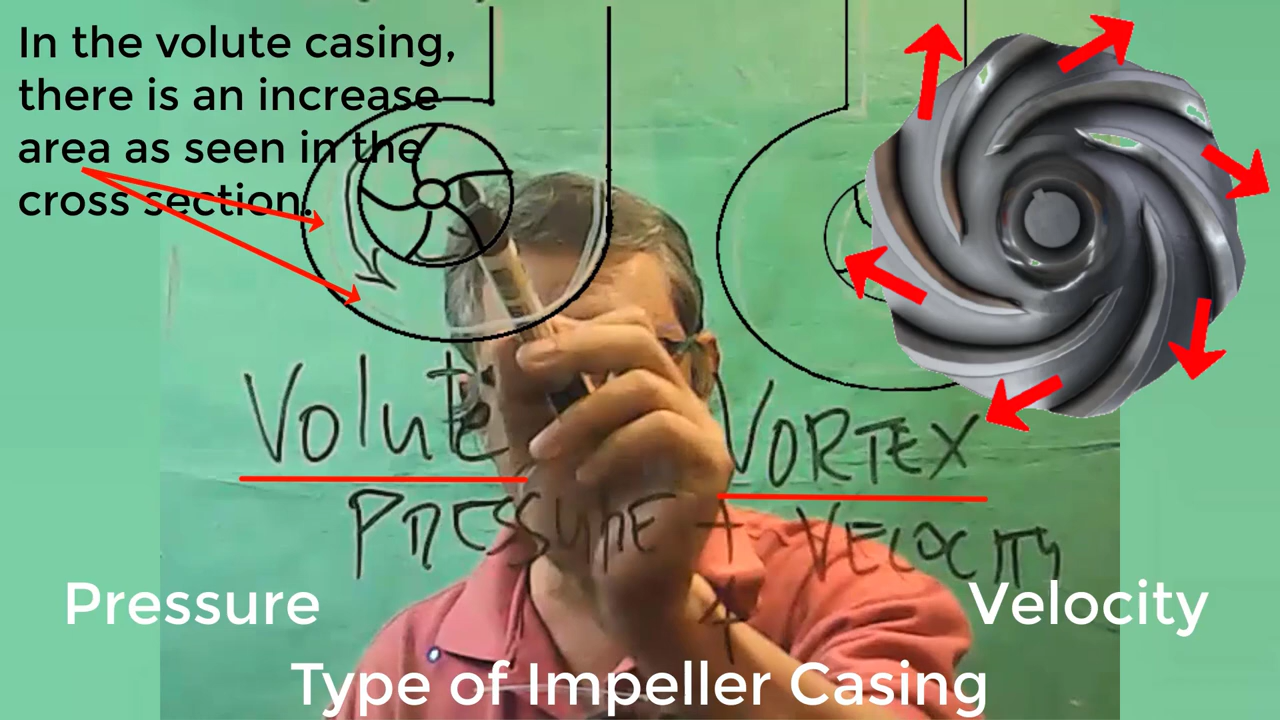 In the volute casing,
there is an increase
area as seen in the
cross section.
Volute
VORTEX
PRESSURE + VELOCITY
Pressure
Velocity
Type of Impeller Casing